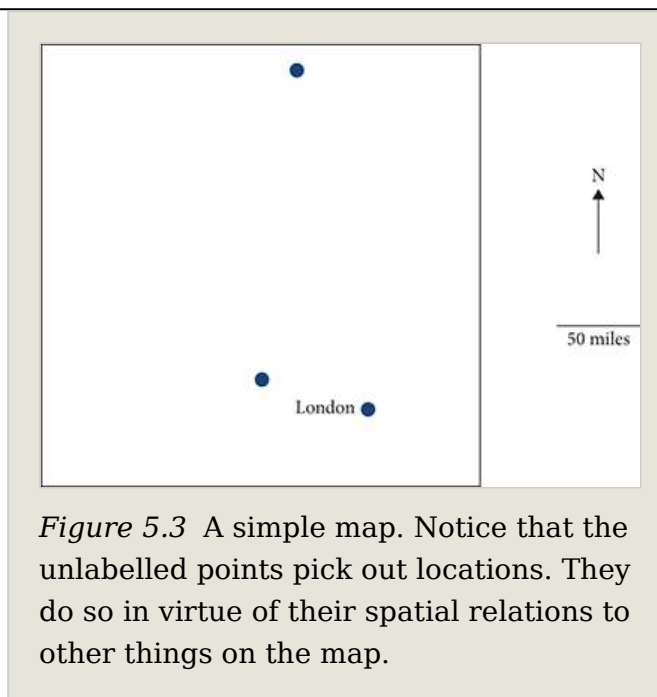 N
50 miles
London
Figure 5.3 A simple map. Notice that the
unlabelled points pick out locations. They
do so in virtue of their spatial relations to
other things on the map.